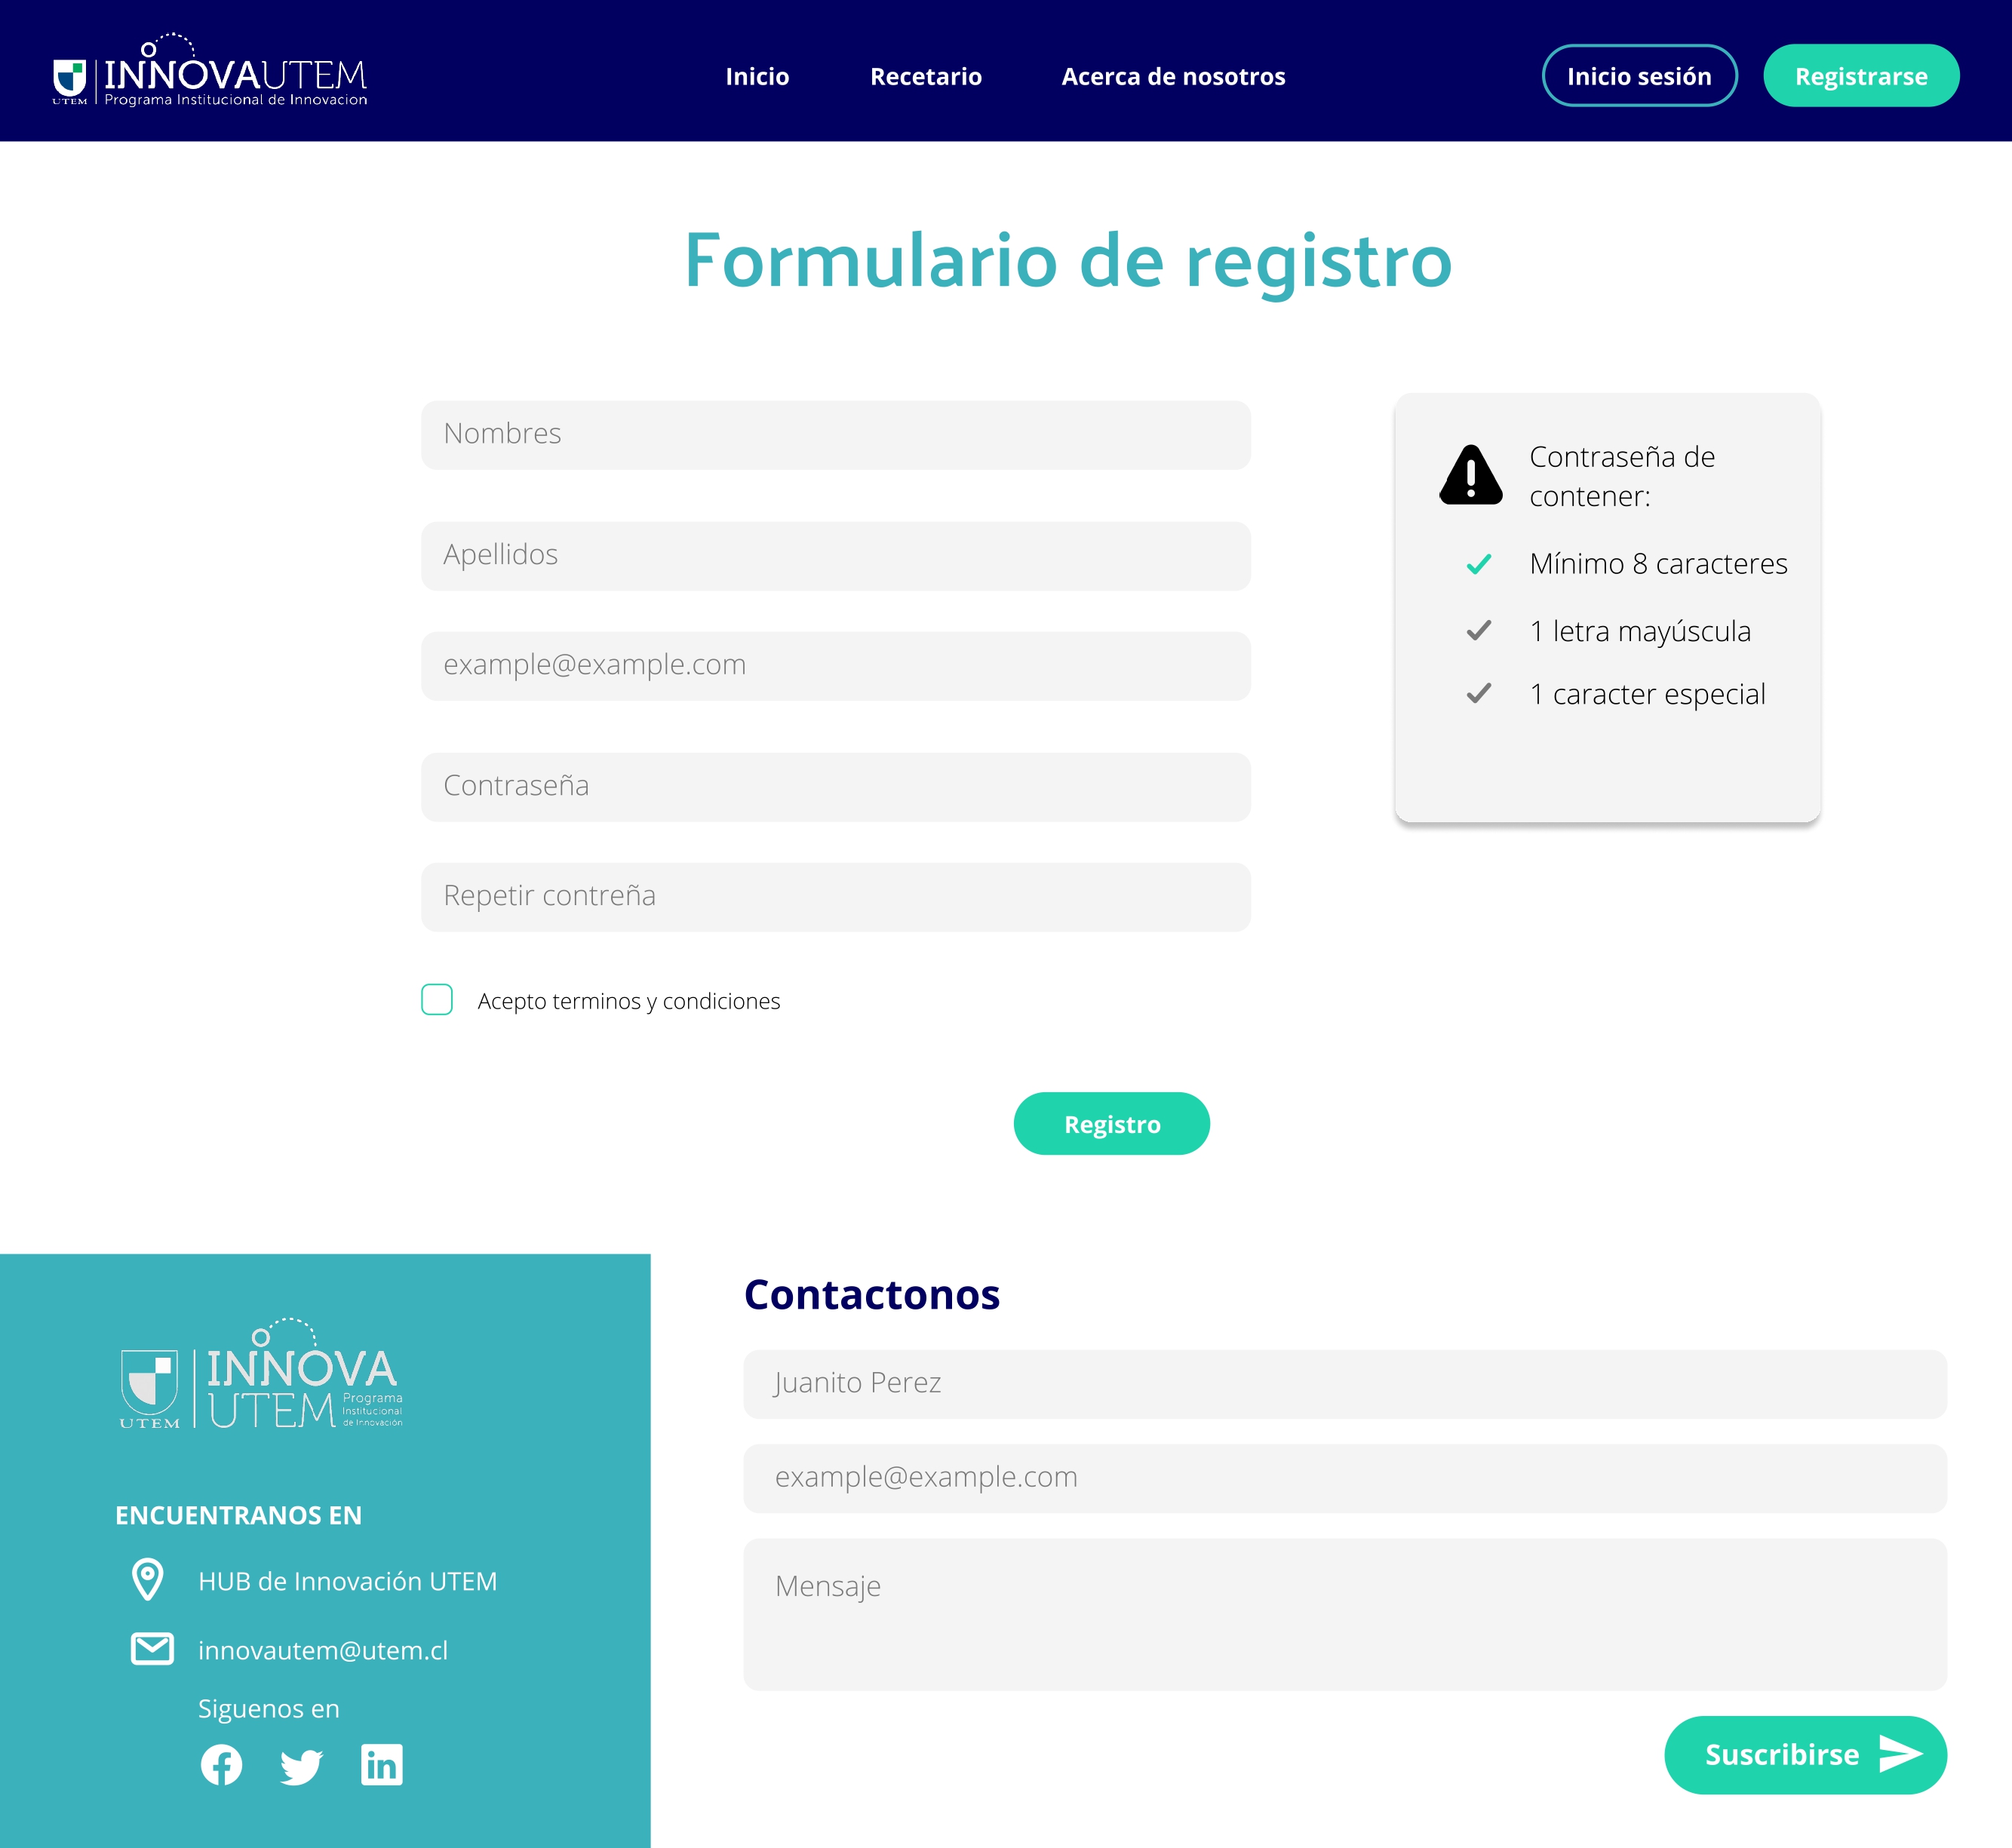 UTEM
INNOVAUTEM
Programa Institucional de Innovacion
Inicio
Recetario
Acerca de nosotros
Inicio sesión
Registrarse
Formulario de registro
Nombres
Apellidos
example@example.com
Contraseña
Repetir contreña
Acepto terminos y condiciones
Contraseña de
contener:
Mínimo 8 caracteres
1 letra mayúscula
1 caracter especial
Registro
UTEM
INNOVA
UTEM
Programa
Institucional
de Innovación
ENCUENTRANOS EN
HUB de Innovación UTEM
innovautem@utem.cl
Siguenos en
Contactonos
Juanito Perez
example@example.com
Mensaje
Suscribirse